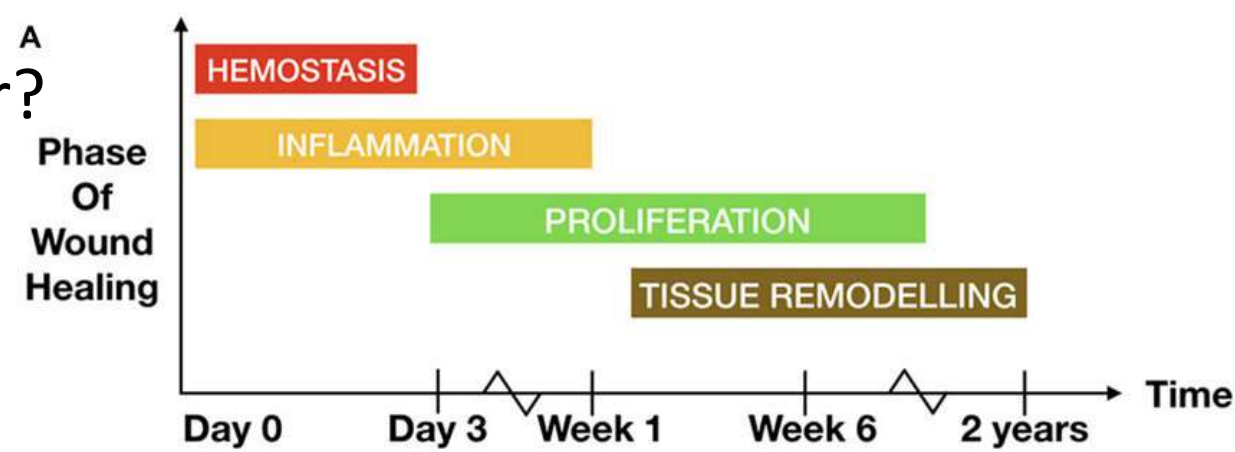 A
r?
HEMOSTASIS
INFLAMMATION
Phase
Of
Wound
Healing
PROLIFERATION
TISSUE REMODELLING
Day 0 Day 3 Week 1 Week 6 2 years Time